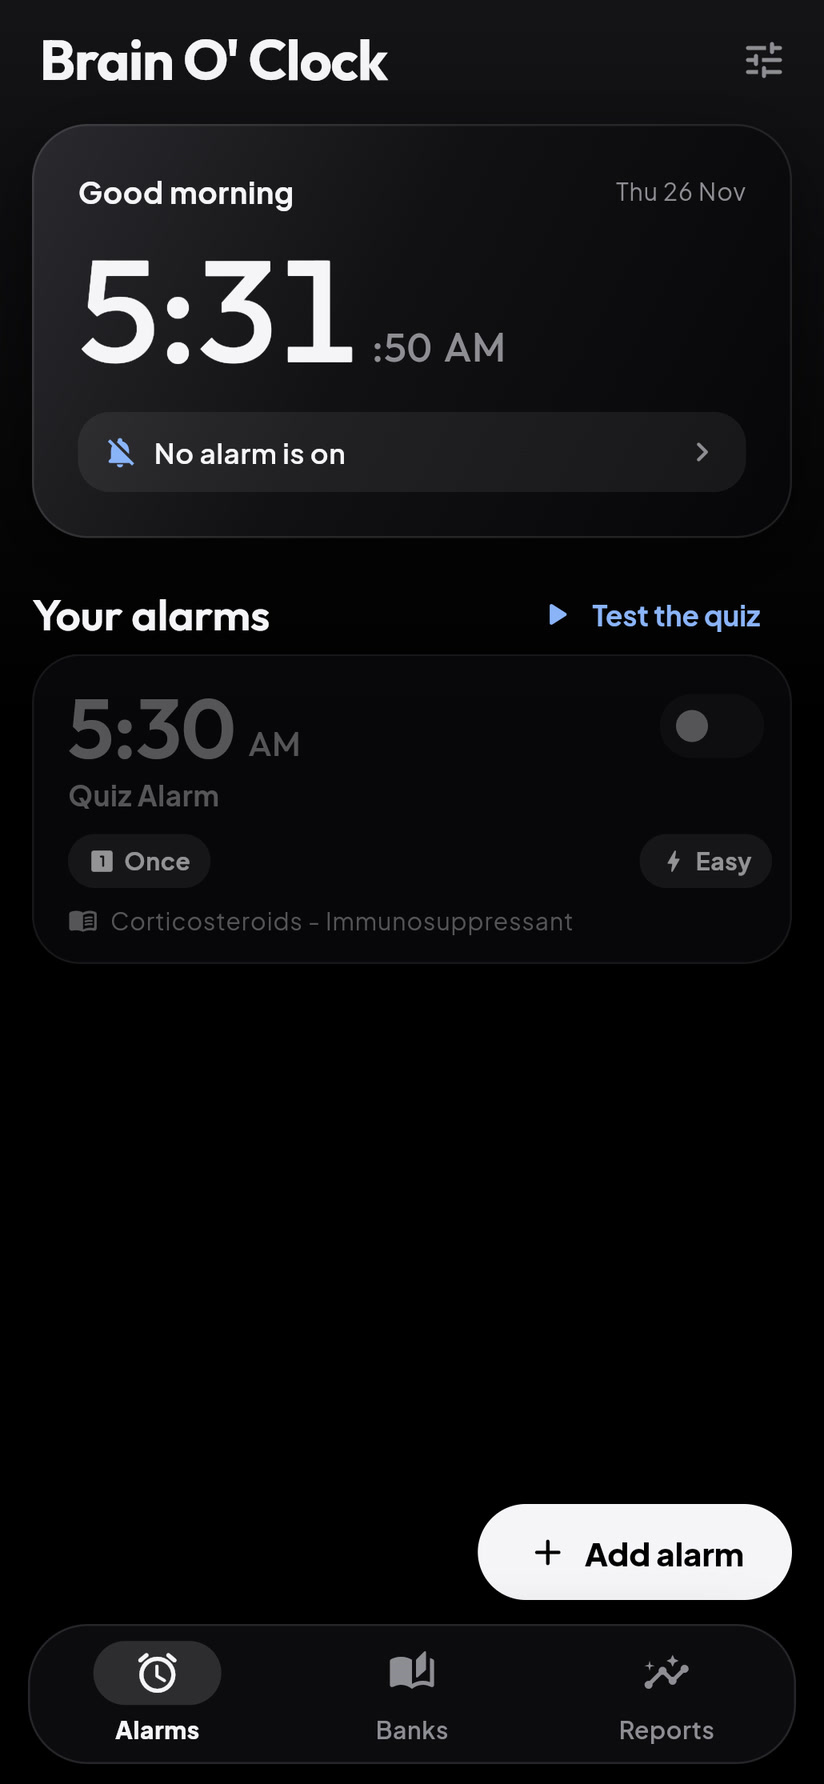 Brain O' Clock
Good morning
Thu 26 Nov
5:31 :50 AM
No alarm is on
Your alarms
Test the quiz
5:30 AM
Quiz Alarm
1 Once
Easy
Corticosteroids - Immunosuppressant
+ Add alarm
Alarms
Banks
Reports